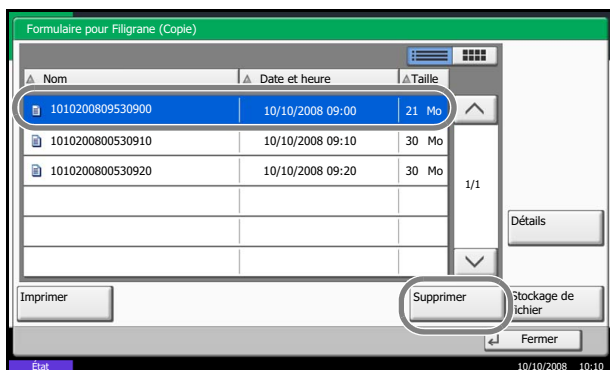 Formulaire pour Filigrane (Copie)
Nom Date et heure Taille
1010200809530900 10/10/2008 09:00 21 Mo
1010200800530910 10/10/2008 09:10 30 Mo
1010200800530920 10/10/2008 09:20 30 Mo
1/1
Détails
Imprimer Supprimer Stockage de
fichier
Fermer
État 10/10/2008 10:10